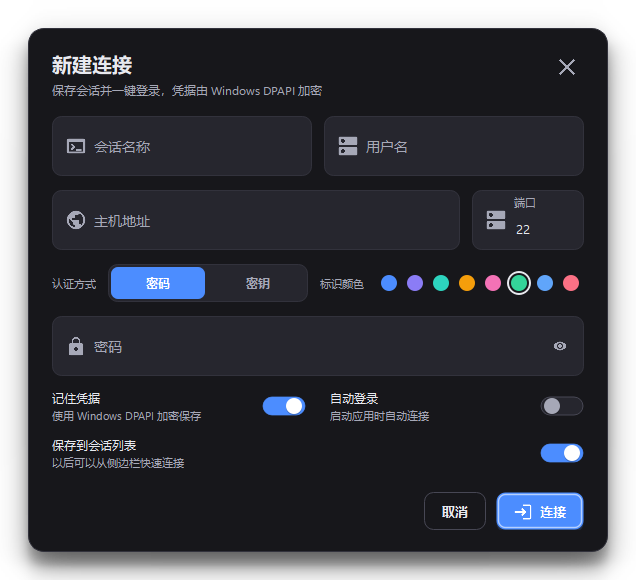 新建连接
保存会话并一键登录，凭据由 Windows DPAPI 加密
会话名称
用户名
主机地址
端口
22
认证方式
密码
密钥
标识颜色
密码
记住凭据
使用 Windows DPAPI 加密保存
自动登录
启动应用时自动连接
保存到会话列表
以后可以从侧边栏快速连接
取消
连接